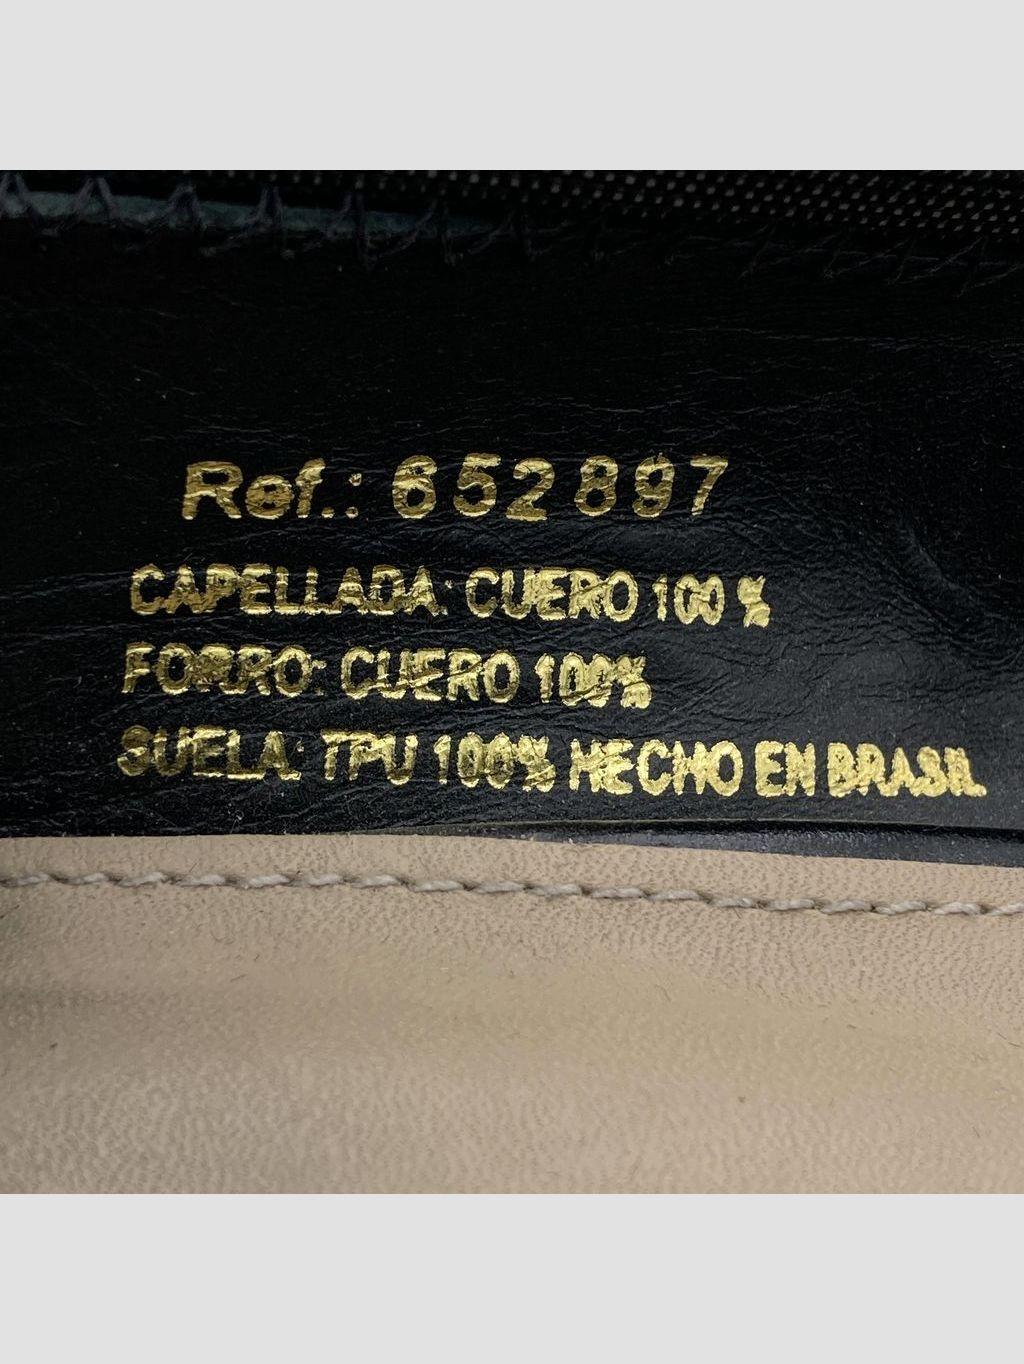 Ref.: 652897
CAPELLADA: CUERO 100 %
FORRO: CUERO 100%
SUELA: TPU 100% HECHO EN BRASIL